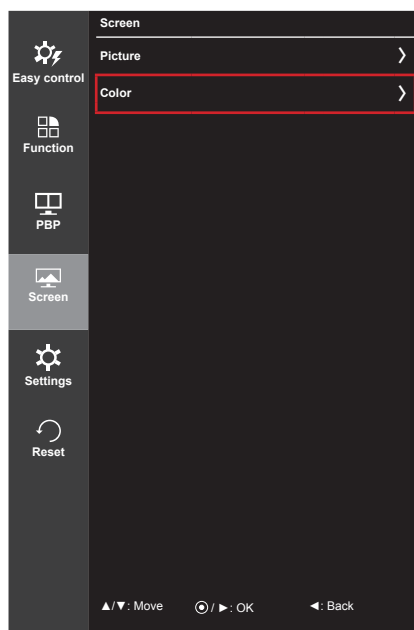 Screen
Picture
Color
Easy control
Function
PBP
Screen
Settings
Reset
▲/▼: Move
⦿ / ►: OK
◄: Back